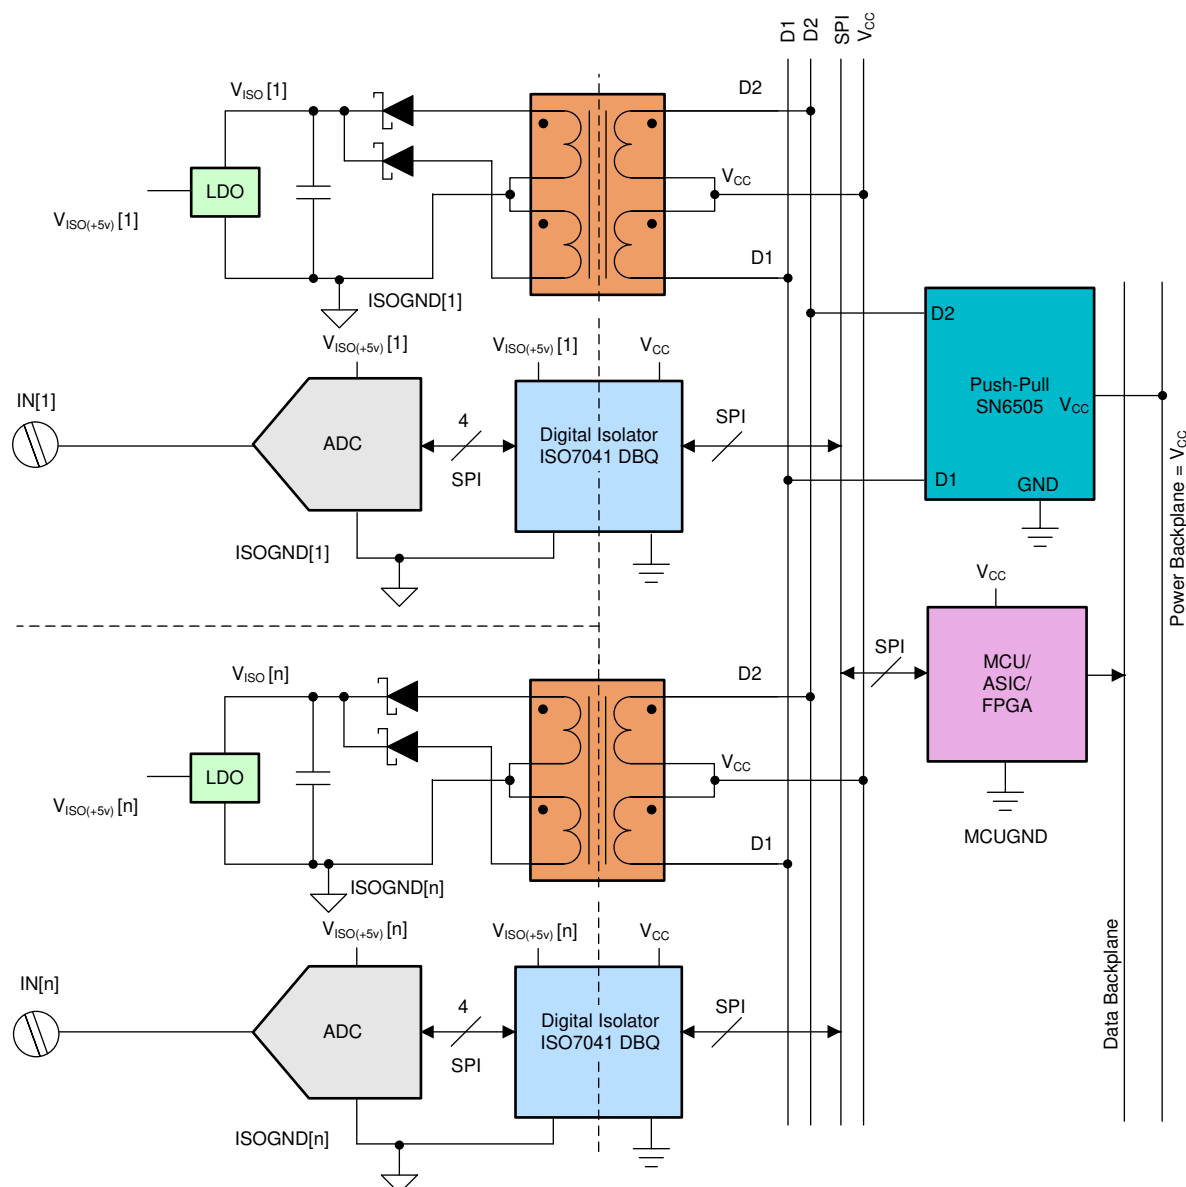 D1
D2
SPI
VCC
VISO [1]
D2
LDO
VCC
VISO(+5v) [1]
D1
ISOGND[1]
D2
VISO(+5v) [1]
VISO(+5v) [1]
VCC
Push-Pull
SN6505
VCC
IN[1]
ADC
4
SPI
Digital Isolator
ISO7041 DBQ
SPI
D1
GND
ISOGND[1]
Power Backplane = VCC
VCC
SPI
MCU/
ASIC/
FPGA
MCUGND
VISO [n]
D2
LDO
VCC
VISO(+5v) [n]
D1
ISOGND[n]
VISO(+5v) [n]
VISO(+5v) [n]
VCC
Data Backplane
IN[n]
ADC
4
SPI
Digital Isolator
ISO7041 DBQ
SPI
ISOGND[n]